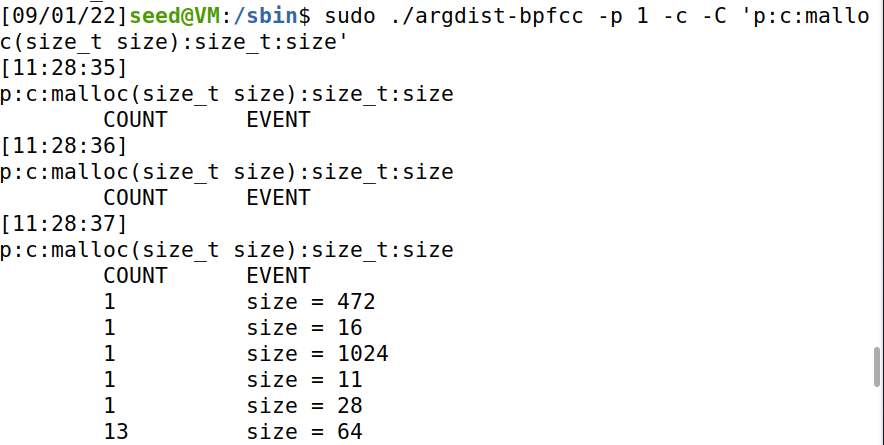 [09/01/22]seed@VM:/sbin$ sudo ./argdist-bpfcc -p 1 -c -C 'p:c:mallo
c(size_t size):size_t:size'
[11:28:35]
p:c:malloc(size_t size):size_t:size
COUNT EVENT
[11:28:36]
p:c:malloc(size_t size):size_t:size
COUNT EVENT
[11:28:37]
p:c:malloc(size_t size):size_t:size
COUNT EVENT
1 size = 472
1 size = 16
1 size = 1024
1 size = 11
1 size = 28
13 size = 64